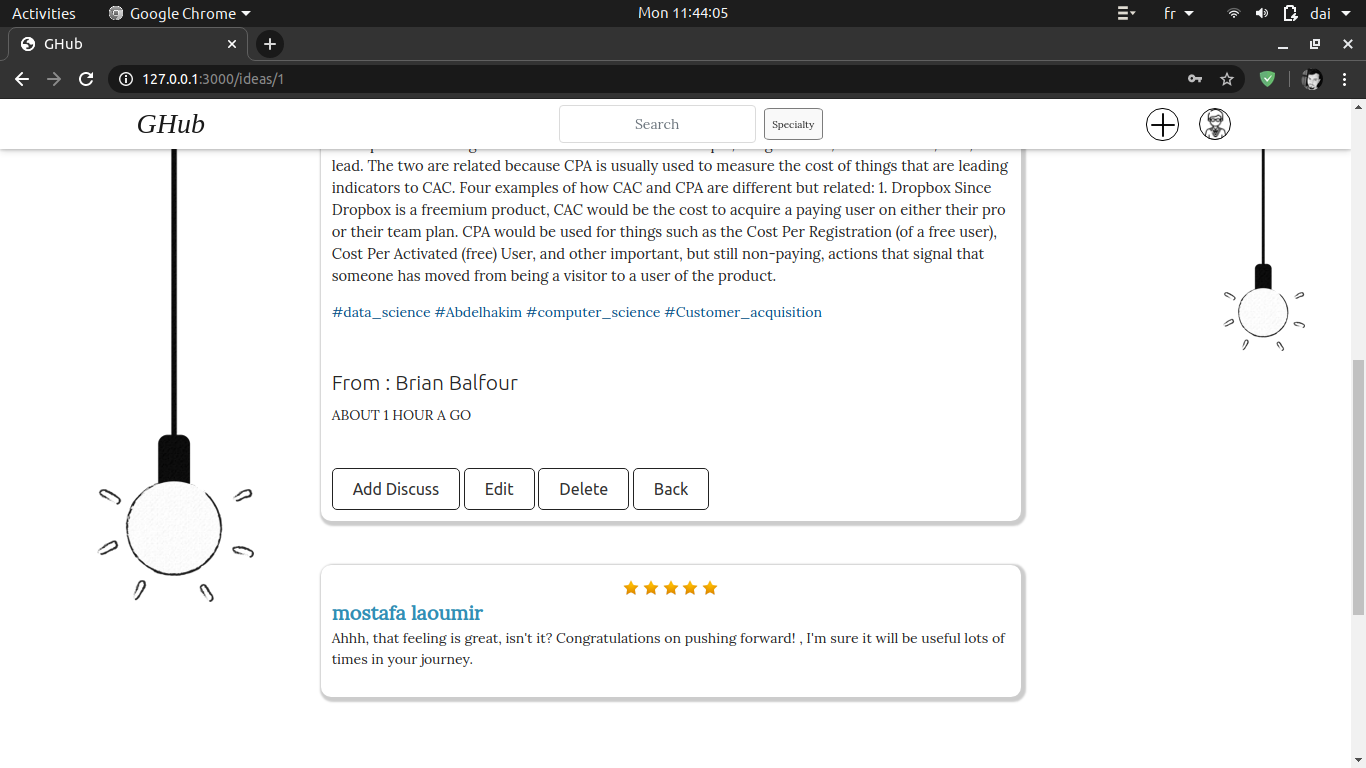 Activities Google Chrome Mon 11:44:05 fr dai
GHub
127.0.0.1:3000/ideas/1
GHub Search Specialty
lead. The two are related because CPA is usually used to measure the cost of things that are leading
indicators to CAC. Four examples of how CAC and CPA are different but related: 1. Dropbox Since
Dropbox is a freemium product, CAC would be the cost to acquire a paying user on either their pro
or their team plan. CPA would be used for things such as the Cost Per Registration (of a free user),
Cost Per Activated (free) User, and other important, but still non-paying, actions that signal that
someone has moved from being a visitor to a user of the product.
#data_science #Abdelhakim #computer_science #Customer_acquisition
From : Brian Balfour
ABOUT 1 HOUR A GO
Add Discuss Edit Delete Back
mostafa laoumir
Ahhh, that feeling is great, isn't it? Congratulations on pushing forward! , I'm sure it will be useful lots of
times in your journey.